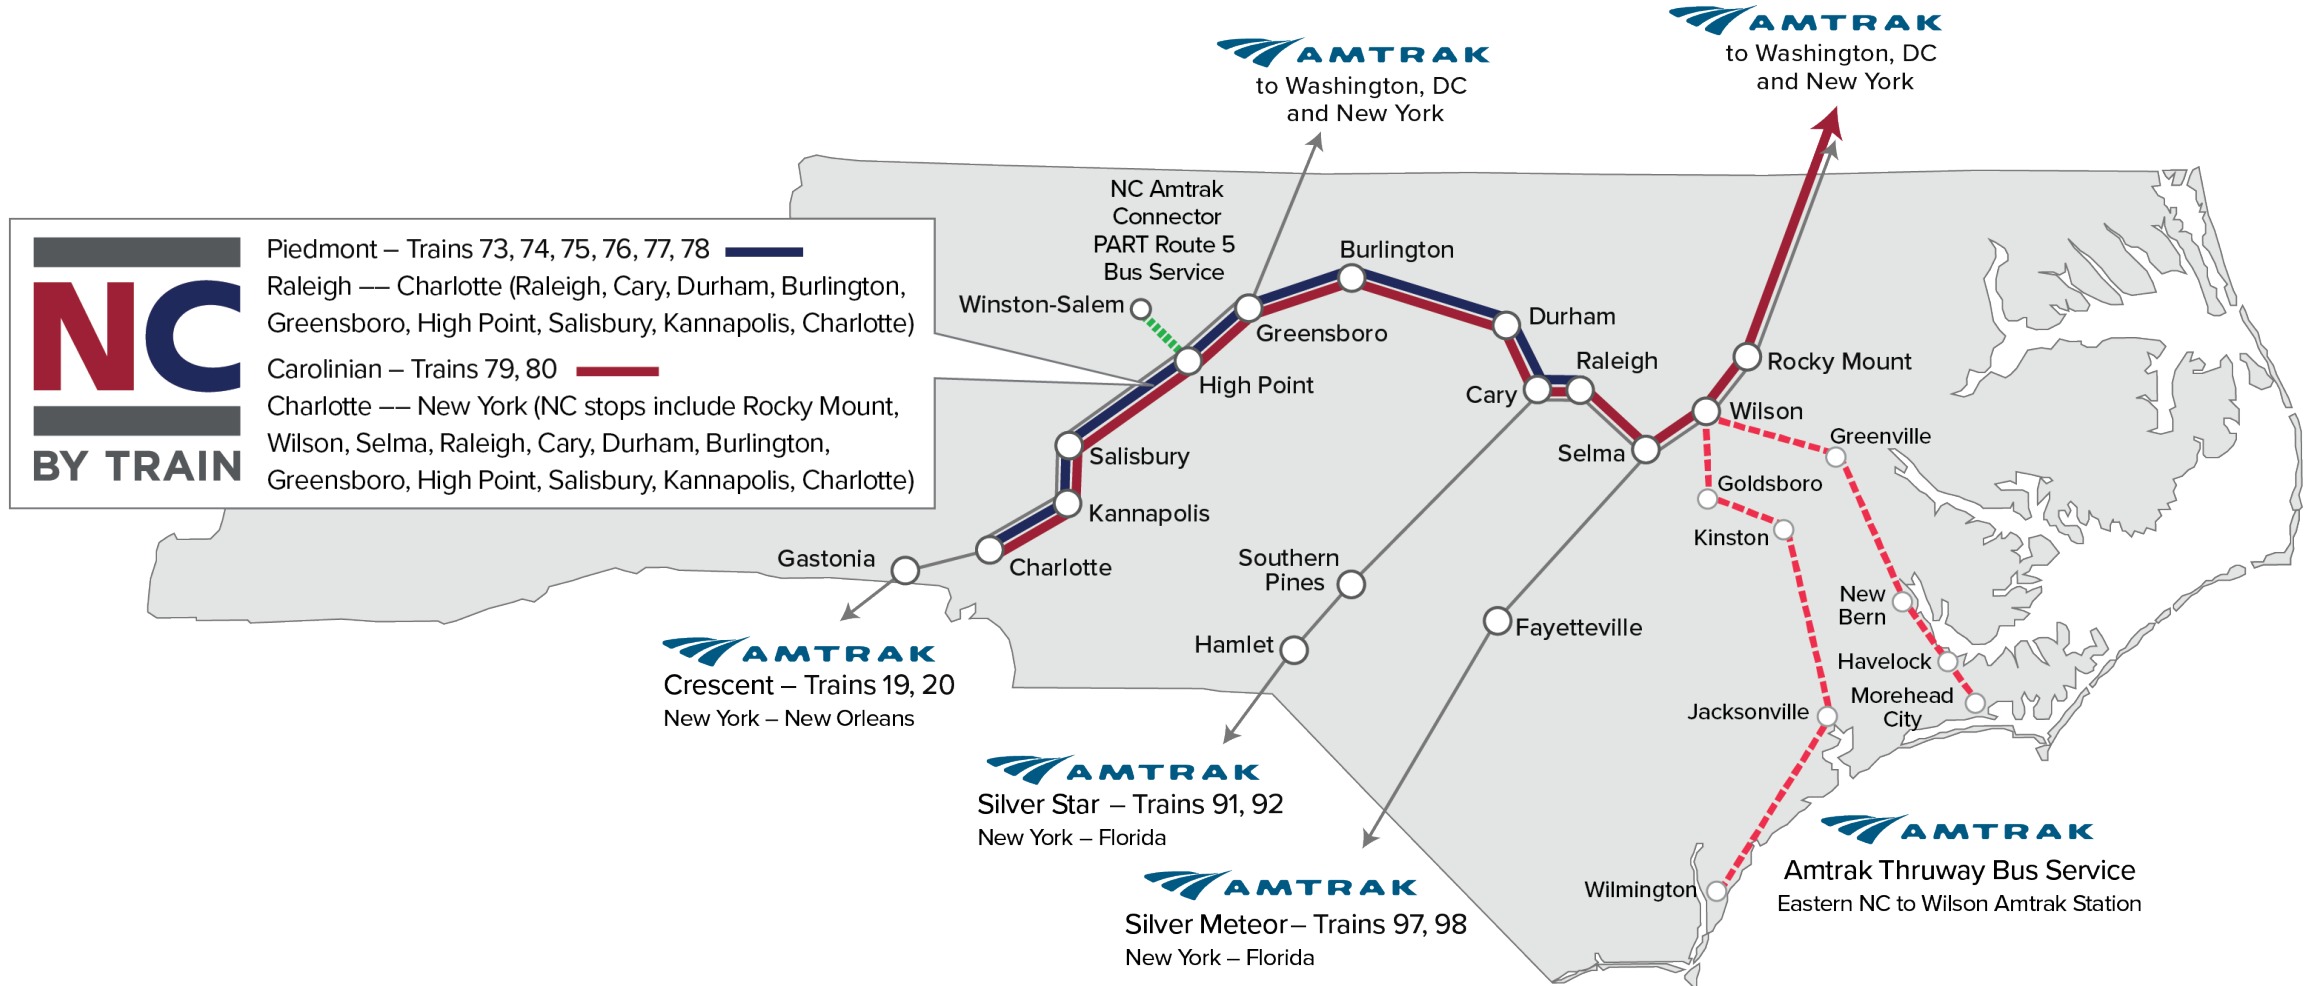 AMTRAK
to Washington, DC
and New York
AMTRAK
to Washington, DC
and New York
NC
BY TRAIN
Piedmont – Trains 73, 74, 75, 76, 77, 78
Raleigh –– Charlotte (Raleigh, Cary, Durham, Burlington,
Greensboro, High Point, Salisbury, Kannapolis, Charlotte)
Carolinian – Trains 79, 80
Charlotte –– New York (NC stops include Rocky Mount,
Wilson, Selma, Raleigh, Cary, Durham, Burlington,
Greensboro, High Point, Salisbury, Kannapolis, Charlotte)
NC Amtrak
Connector
PART Route 5
Bus Service
Winston-Salem
Burlington
Greensboro
High Point
Durham
Raleigh
Cary
Rocky Mount
Wilson
Selma
Greenville
Salisbury
Goldsboro
Kannapolis
Kinston
Gastonia
Charlotte
Southern
Pines
New
Bern
Hamlet
Fayetteville
Havelock
Morehead
City
Jacksonville
AMTRAK
Crescent – Trains 19, 20
New York – New Orleans
AMTRAK
Silver Star – Trains 91, 92
New York – Florida
AMTRAK
Silver Meteor – Trains 97, 98
New York – Florida
Wilmington
AMTRAK
Amtrak Thruway Bus Service
Eastern NC to Wilson Amtrak Station